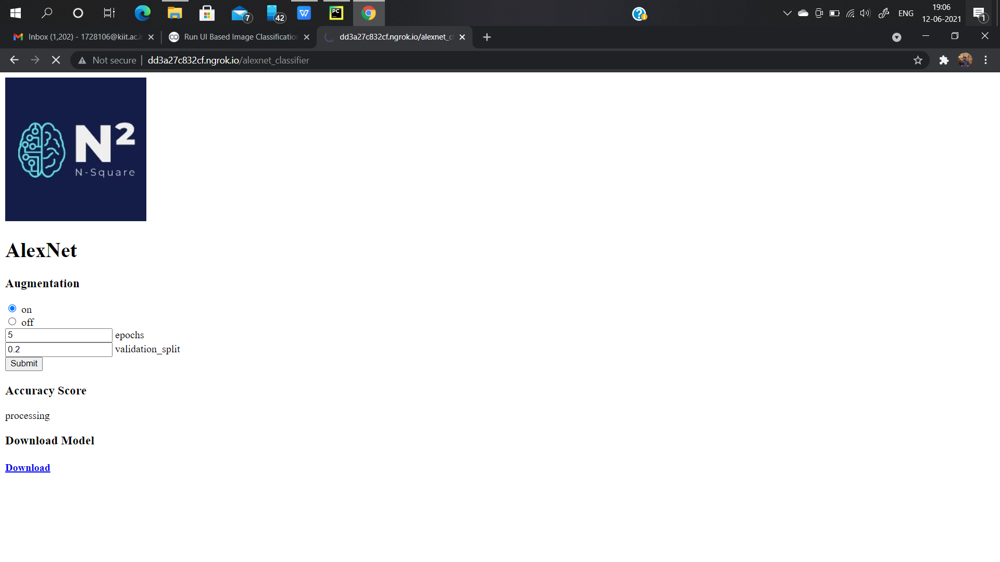 7
42
ENG
19:06
12-06-2021
1
Inbox (1,202) - 1728106@kiit.ac.i
Run UI Based Image Classificatio
dd3a27c832cf.ngrok.io/alexnet_c
Not secure
dd3a27c832cf.ngrok.io/alexnet_classifier
N²
N-Square
AlexNet
Augmentation
on
off
5 epochs
0.2 validation_split
Submit
Accuracy Score
processing
Download Model
Download